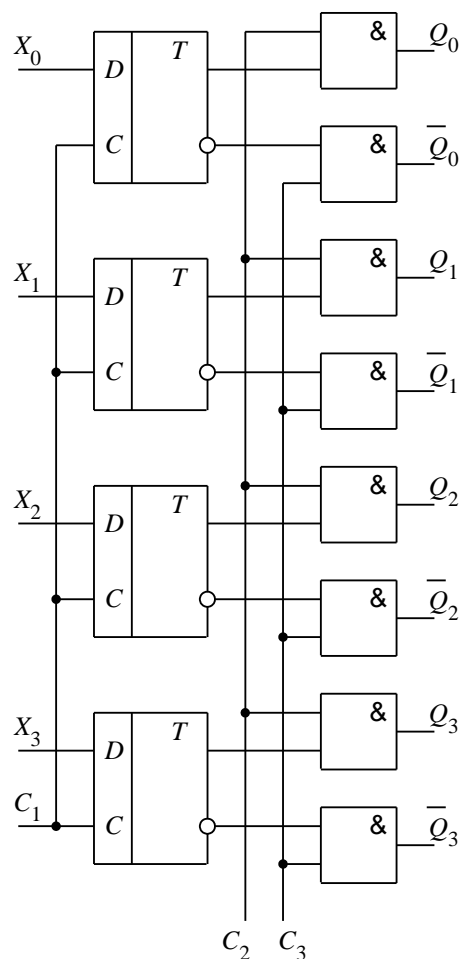 X₀ D T & Q₀
C & Q̅₀
X₁ D T & Q₁
C & Q̅₁
X₂ D T & Q₂
C & Q̅₂
X₃ D T & Q₃
C₁ C & Q̅₃
C₂ C₃